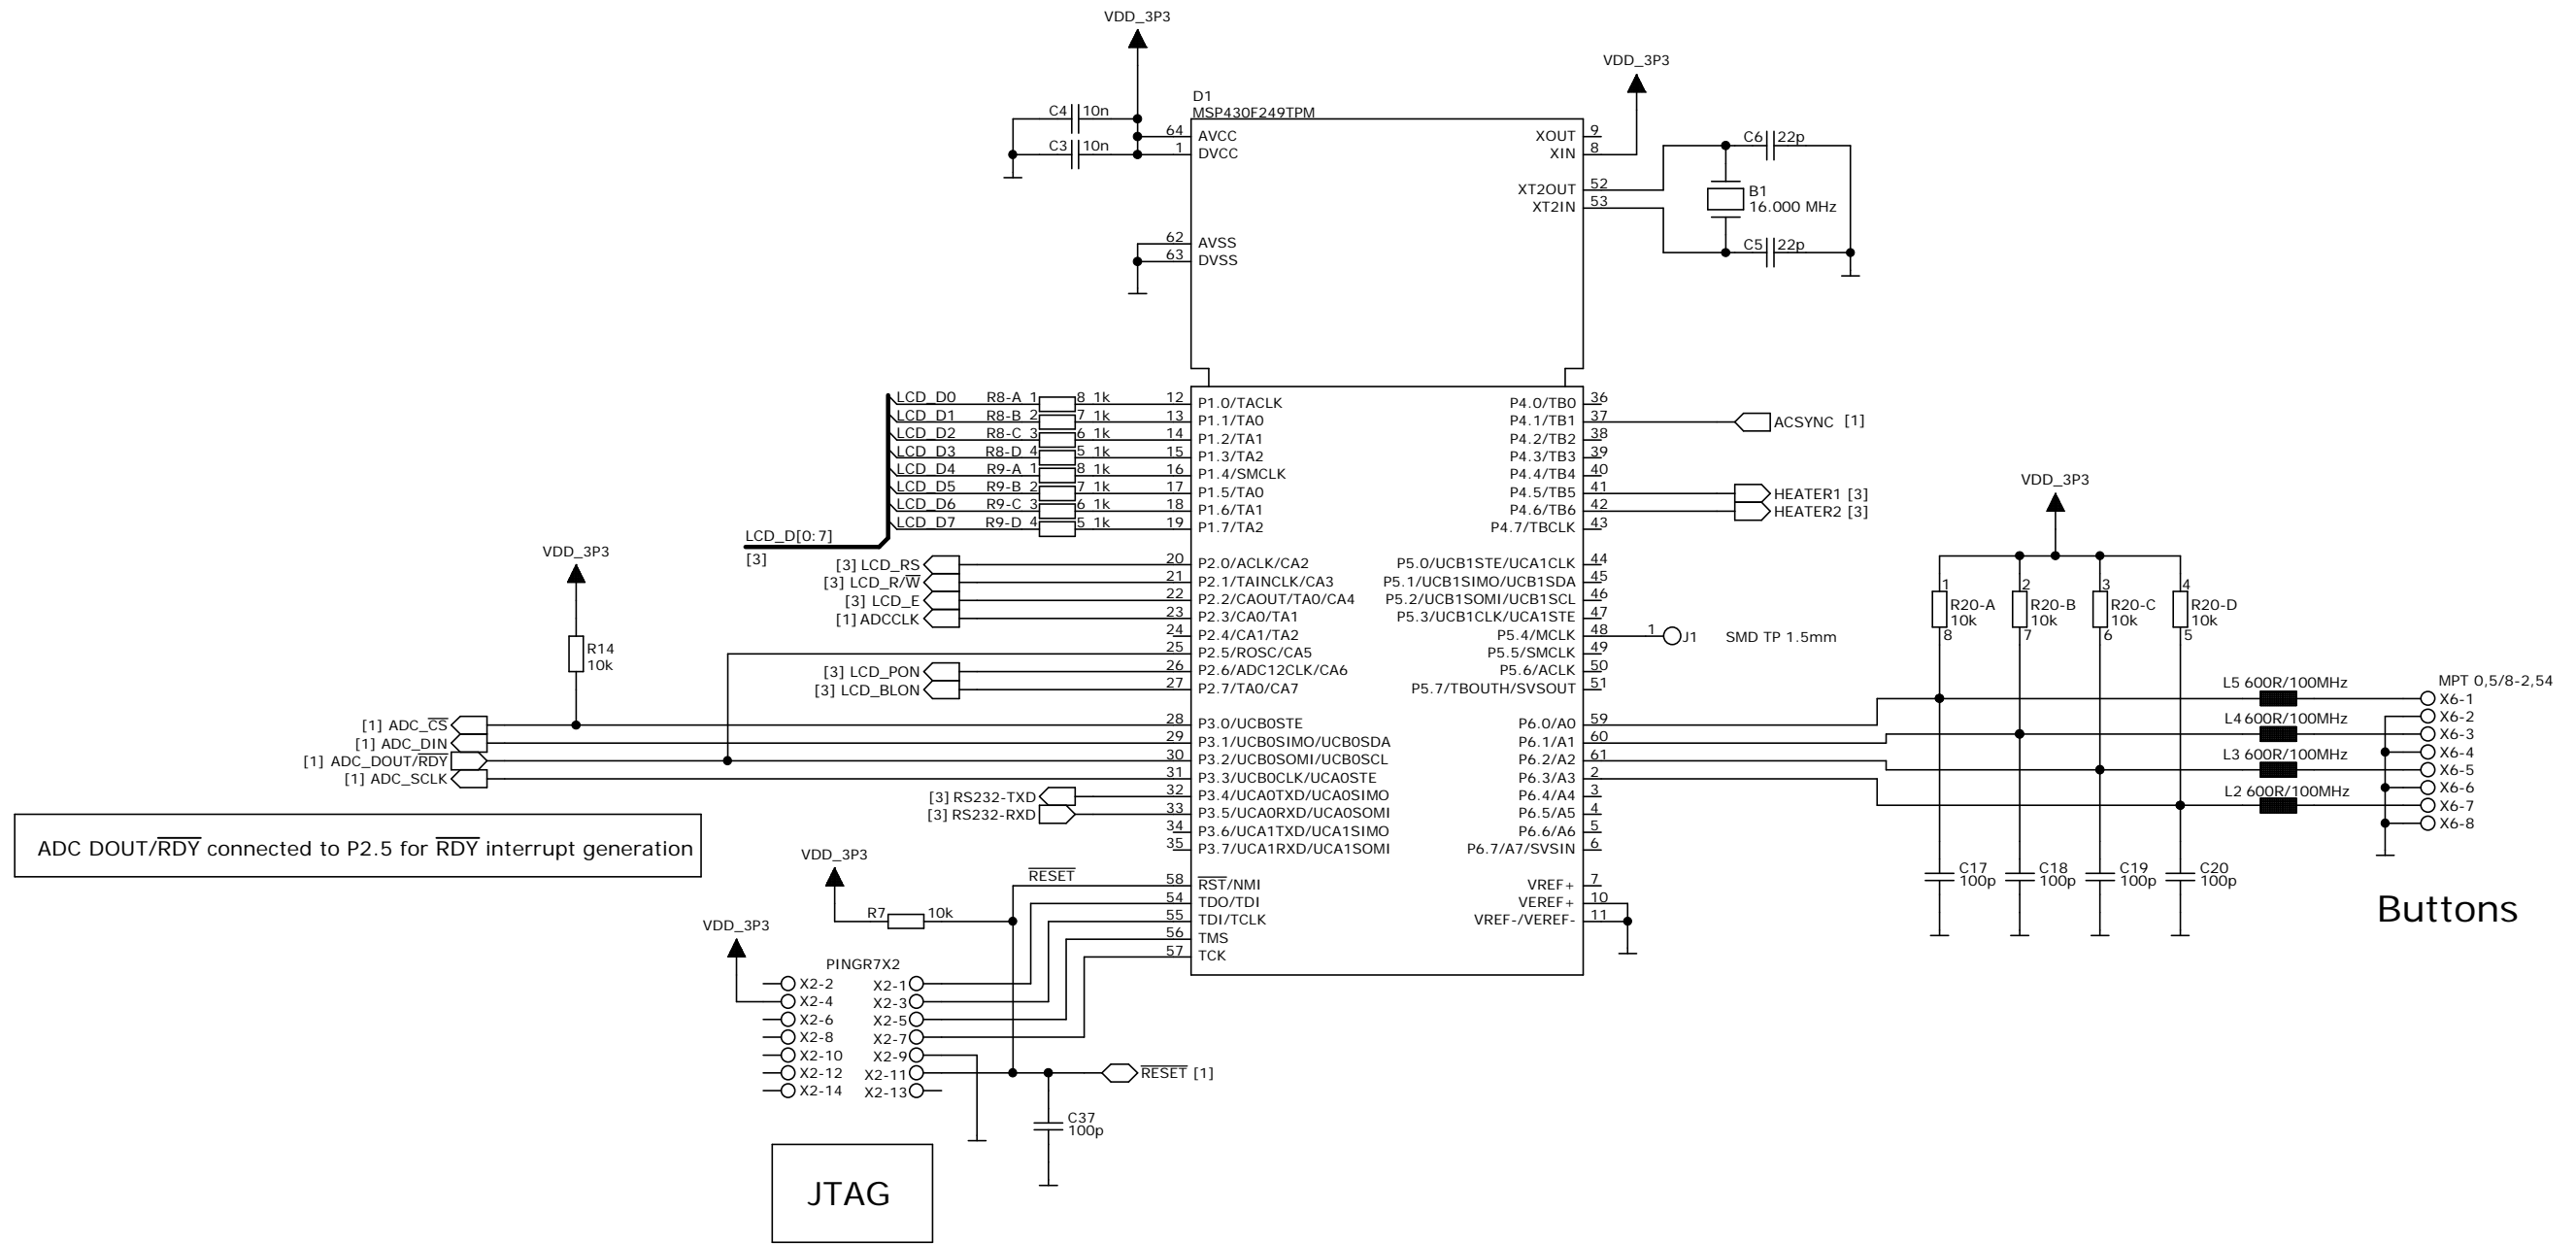 VDD_3P3
VDD_3P3
D1
MSP430F249TPM
C4 10n
C3 10n
64 AVCC
1 DVCC
62 AVSS
63 DVSS
XOUT 9
XIN 8
XT2OUT 52
XT2IN 53
C6 22p
B1
16.000 MHz
C5 22p
LCD_D0 R8-A 1 8 1k 12 P1.0/TACLK
LCD_D1 R8-B 2 7 1k 13 P1.1/TA0
LCD_D2 R8-C 3 6 1k 14 P1.2/TA1
LCD_D3 R8-D 4 5 1k 15 P1.3/TA2
LCD_D4 R9-A 1 8 1k 16 P1.4/SMCLK
LCD_D5 R9-B 2 7 1k 17 P1.5/TA0
LCD_D6 R9-C 3 6 1k 18 P1.6/TA1
LCD_D7 R9-D 4 5 1k 19 P1.7/TA2
LCD_D[0:7]
[3]
[3] LCD_RS 20 P2.0/ACLK/CA2
[3] LCD_R/W 21 P2.1/TAINCLK/CA3
[3] LCD_E 22 P2.2/CAOUT/TA0/CA4
[1] ADCCLK 23 P2.3/CA0/TA1
24 P2.4/CA1/TA2
25 P2.5/ROSC/CA5
[3] LCD_PON 26 P2.6/ADC12CLK/CA6
[3] LCD_BLON 27 P2.7/TA0/CA7
VDD_3P3
R14
10k
[1] ADC_CS 28 P3.0/UCB0STE
[1] ADC_DIN 29 P3.1/UCB0SIMO/UCB0SDA
[1] ADC_DOUT/RDY 30 P3.2/UCB0SOMI/UCB0SCL
[1] ADC_SCLK 31 P3.3/UCB0CLK/UCA0STE
[3] RS232-TXD 32 P3.4/UCA0TXD/UCA0SIMO
[3] RS232-RXD 33 P3.5/UCA0RXD/UCA0SOMI
34 P3.6/UCA1TXD/UCA1SIMO
35 P3.7/UCA1RXD/UCA1SOMI
ADC DOUT/RDY connected to P2.5 for RDY interrupt generation
RESET 58 RST/NMI
54 TDO/TDI
55 TDI/TCLK
56 TMS
57 TCK
VDD_3P3
R7 10k
VDD_3P3
PINGR7X2
X2-2 X2-1
X2-4 X2-3
X2-6 X2-5
X2-8 X2-7
X2-10 X2-9
X2-12 X2-11
X2-14 X2-13
RESET [1]
C37
100p
JTAG
P4.0/TB0 36
P4.1/TB1 37 ACSYNC [1]
P4.2/TB2 38
P4.3/TB3 39
P4.4/TB4 40
P4.5/TB5 41 HEATER1 [3]
P4.6/TB6 42 HEATER2 [3]
P4.7/TBCLK 43
P5.0/UCB1STE/UCA1CLK 44
P5.1/UCB1SIMO/UCB1SDA 45
P5.2/UCB1SOMI/UCB1SCL 46
P5.3/UCB1CLK/UCA1STE 47
P5.4/MCLK 48 1 J1 SMD TP 1.5mm
P5.5/SMCLK 49
P5.6/ACLK 50
P5.7/TBOUTH/SVSOUT 51
P6.0/A0 59
P6.1/A1 60
P6.2/A2 61
P6.3/A3 2
P6.4/A4 3
P6.5/A5 4
P6.6/A6 5
P6.7/A7/SVSIN 6
VREF+ 7
VEREF+ 10
VREF-/VEREF- 11
VDD_3P3
1 2 3 4
R20-A R20-B R20-C R20-D
10k 10k 10k 10k
8 7 6 5
MPT 0,5/8-2,54
L5 600R/100MHz X6-1
X6-2
L4 600R/100MHz X6-3
X6-4
L3 600R/100MHz X6-5
X6-6
L2 600R/100MHz X6-7
X6-8
C17 C18 C19 C20
100p 100p 100p 100p
Buttons